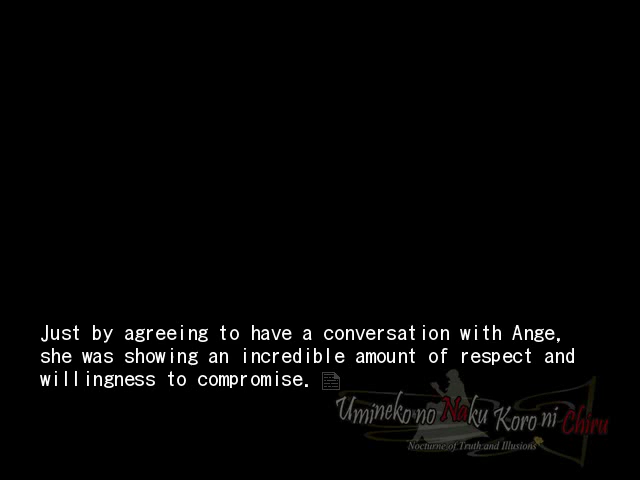 Just by agreeing to have a conversation with Ange,
she was showing an incredible amount of respect and
willingness to compromise.
Umineko no Naku Koro ni Chiru
Nocturne of Truth and Illusions